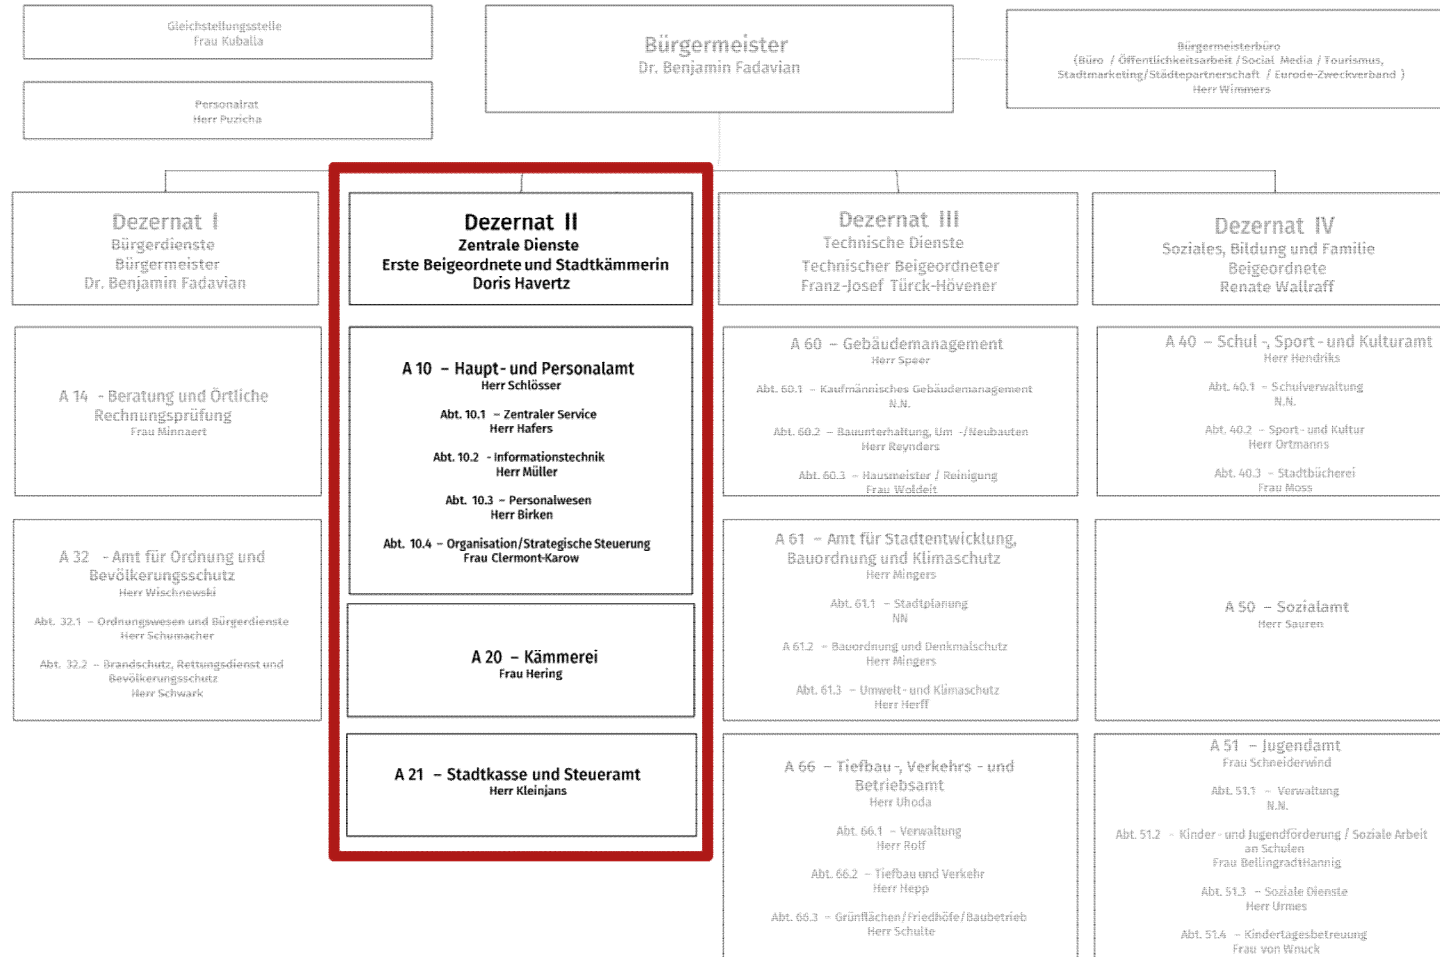 Gleichstellungsstelle
Frau Kuballa
Personalrat
Herr Puzicha
Bürgermeister
Dr. Benjamin Fadavian
Bürgermeisterbüro
(Büro / Öffentlichkeitsarbeit /Social Media / Tourismus,
Stadtmarketing/Städtepartnerschaft / Eurode-Zweckverband )
Herr Wimmers
Dezernat I
Bürgerdienste
Bürgermeister
Dr. Benjamin Fadavian
A 14 - Beratung und Örtliche
Rechnungsprüfung
Frau Minnaert
A 32 - Amt für Ordnung und
Bevölkerungsschutz
Herr Wischnewski
Abt. 32.1 – Ordnungswesen und Bürgerdienste
Herr Schumacher
Abt. 32.2 – Brandschutz, Rettungsdienst und
Bevölkerungsschutz
Herr Schwark
Dezernat II
Zentrale Dienste
Erste Beigeordnete und Stadtkämmerin
Doris Havertz
A 10 – Haupt- und Personalamt
Herr Schlösser
Abt. 10.1 – Zentraler Service
Herr Hafers
Abt. 10.2 - Informationstechnik
Herr Müller
Abt. 10.3 – Personalwesen
Herr Birken
Abt. 10.4 – Organisation/Strategische Steuerung
Frau Clermont-Karow
A 20 – Kämmerei
Frau Hering
A 21 – Stadtkasse und Steueramt
Herr Kleinjans
Dezernat III
Technische Dienste
Technischer Beigeordneter
Franz-Josef Türck-Hövener
A 60 – Gebäudemanagement
Herr Speer
Abt. 60.1 – Kaufmännisches Gebäudemanagement
N.N.
Abt. 60.2 – Bauunterhaltung, Um -/Neubauten
Herr Reynders
Abt. 60.3 – Hausmeister / Reinigung
Frau Woldeit
A 61 – Amt für Stadtentwicklung,
Bauordnung und Klimaschutz
Herr Mingers
Abt. 61.1 – Stadtplanung
NN
A 61.2 – Bauordnung und Denkmalschutz
Herr Mingers
Abt. 61.3 – Umwelt- und Klimaschutz
Herr Herff
A 66 – Tiefbau -, Verkehrs - und
Betriebsamt
Herr Uhoda
Abt. 66.1 – Verwaltung
Herr Rolf
Abt. 66.2 – Tiefbau und Verkehr
Herr Hepp
Abt. 66.3 – Grünflächen/Friedhöfe/Baubetrieb
Herr Schulte
Dezernat IV
Soziales, Bildung und Familie
Beigeordnete
Renate Wallraff
A 40 – Schul -, Sport - und Kulturamt
Herr Hendriks
Abt. 40.1 – Schulverwaltung
N.N.
Abt. 40.2 – Sport - und Kultur
Herr Ortmanns
Abt. 40.3 – Stadtbücherei
Frau Moss
A 50 – Sozialamt
Herr Sauren
A 51 – Jugendamt
Frau Schneiderwind
Abt. 51.1 – Verwaltung
N.N.
Abt. 51.2 – Kinder - und Jugendförderung / Soziale Arbeit
an Schulen
Frau BellingradtHannig
Abt. 51.3 – Soziale Dienste
Herr Urmes
Abt. 51.4 – Kindertagesbetreuung
Frau von Wnuck